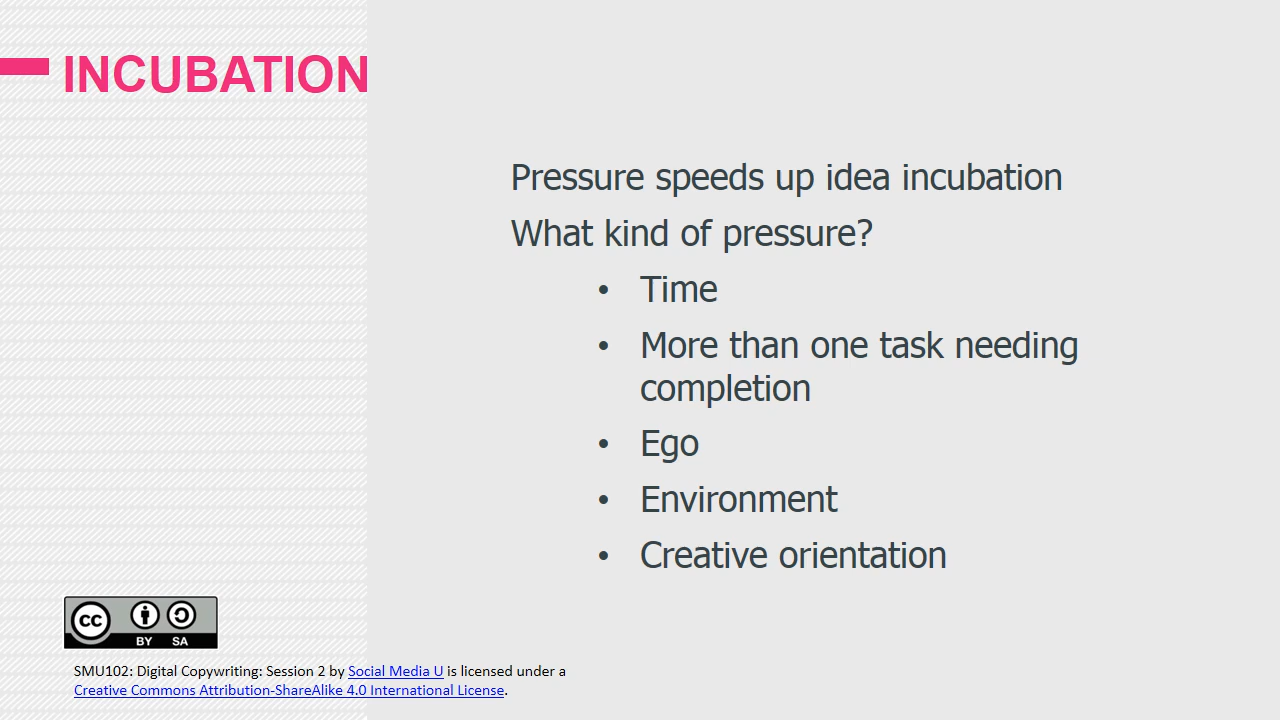 INCUBATION
Pressure speeds up idea incubation
What kind of pressure?
• Time
• More than one task needing
completion
• Ego
• Environment
• Creative orientation
CC BY SA
SMU102: Digital Copywriting: Session 2 by Social Media U is licensed under a
Creative Commons Attribution-ShareAlike 4.0 International License.